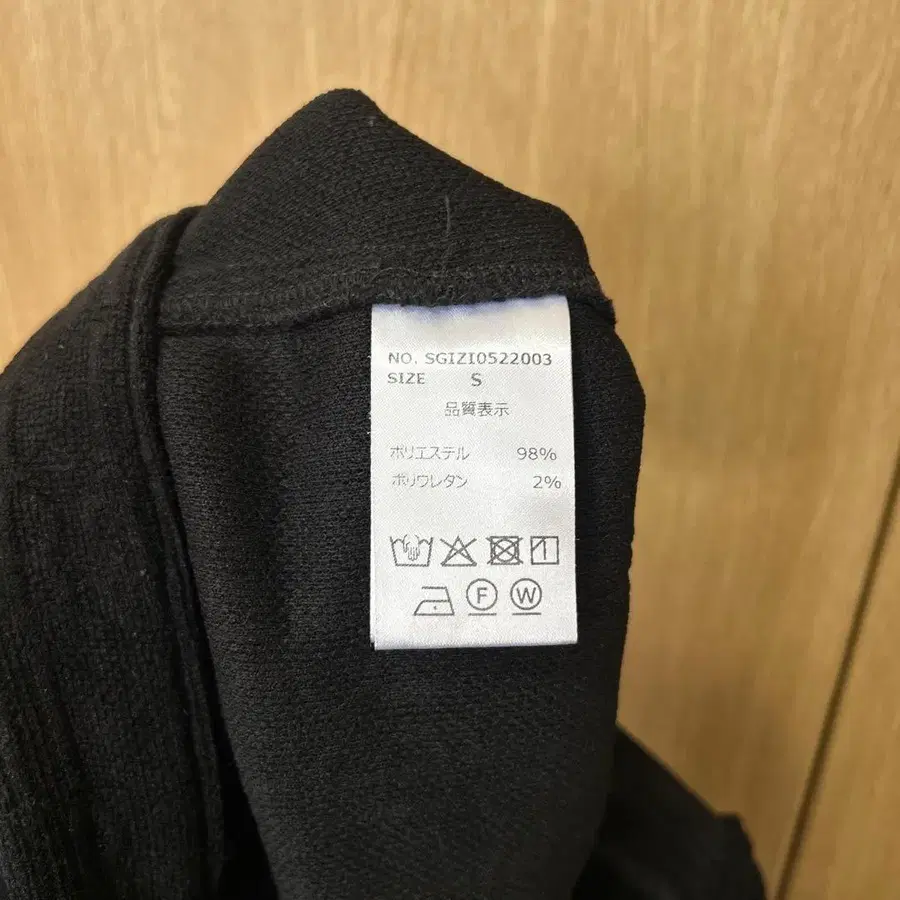 NO. SGIZI0522003
SIZE S
品質表示
ポリエステル 98%
ポリウレタン 2%
F W